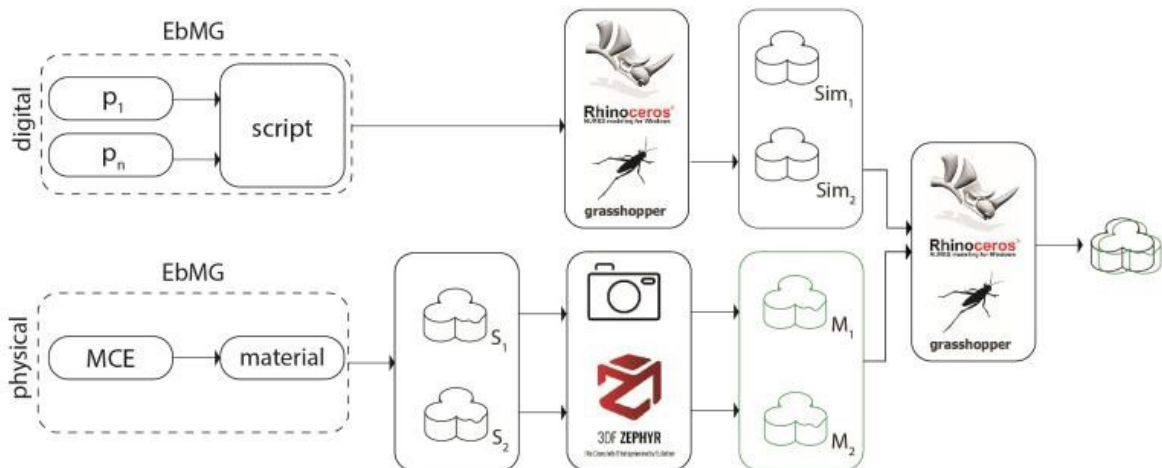 EbMG
digital
p1
pn
script
Rhinoceros®
NURBS modeling for Windows
grasshopper
Sim1
Sim2
Rhinoceros®
NURBS modeling for Windows
grasshopper
EbMG
physical
MCE
material
S1
S2
3DF ZEPHYR
M1
M2